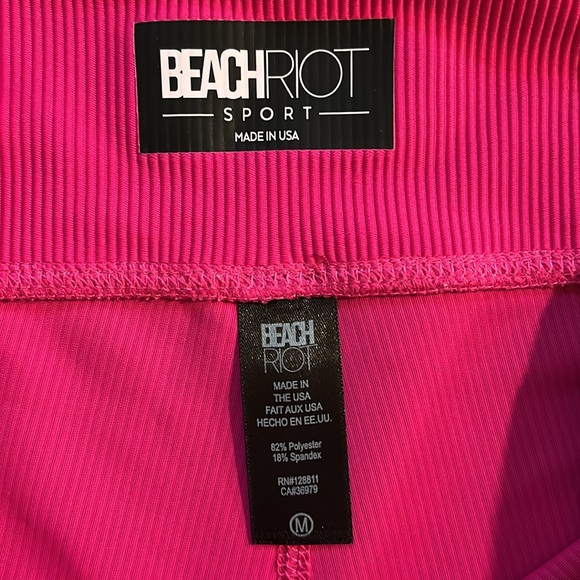 BEACHRIOT
SPORT
MADE IN USA
BEACH
RIOT
MADE IN
THE USA
FAIT AUX USA
HECHO EN EE.UU.
82% Polyester
18% Spandex
RN#128811
CA#36979
M